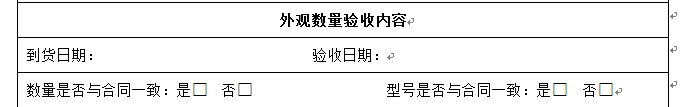 外观数量验收内容
到货日期： 验收日期：
数量是否与合同一致：是□ 否□ 型号是否与合同一致：是□ 否□